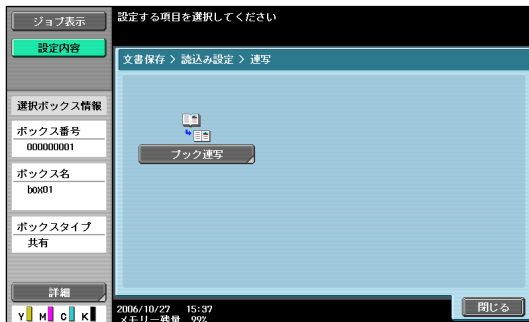 ジョブ表示
設定する項目を選択してください
設定内容
文書保存 > 読込み設定 > 連写
選択ボックス情報
ボックス番号
000000001
ブック連写
ボックス名
box01
ボックスタイプ
共有
詳細
閉じる
Y M C K
2006/10/27 15:37
メモリー残量 99%